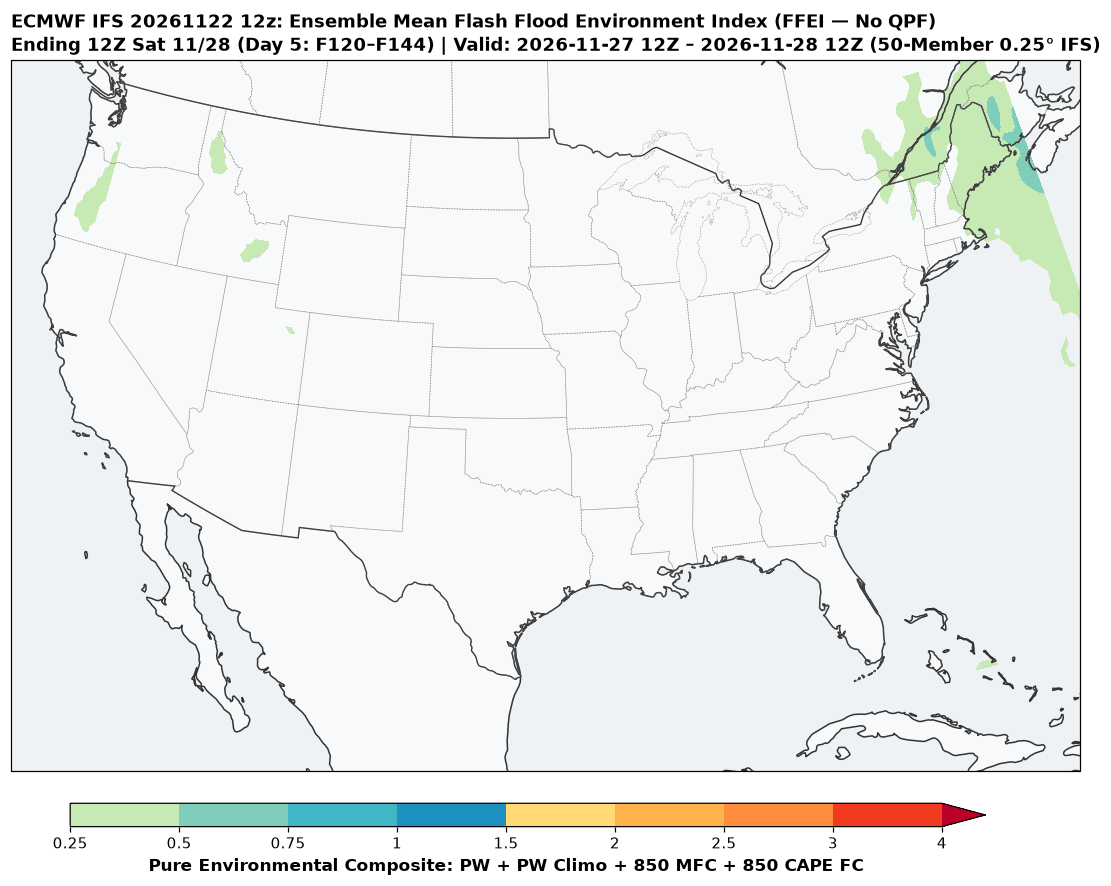 ECMWF IFS 20261122 12z: Ensemble Mean Flash Flood Environment Index (FFEI — No QPF)
Ending 12Z Sat 11/28 (Day 5: F120–F144) | Valid: 2026-11-27 12Z – 2026-11-28 12Z (50-Member 0.25° IFS)
0.25 0.5 0.75 1 1.5 2 2.5 3 4
Pure Environmental Composite: PW + PW Climo + 850 MFC + 850 CAPE FC